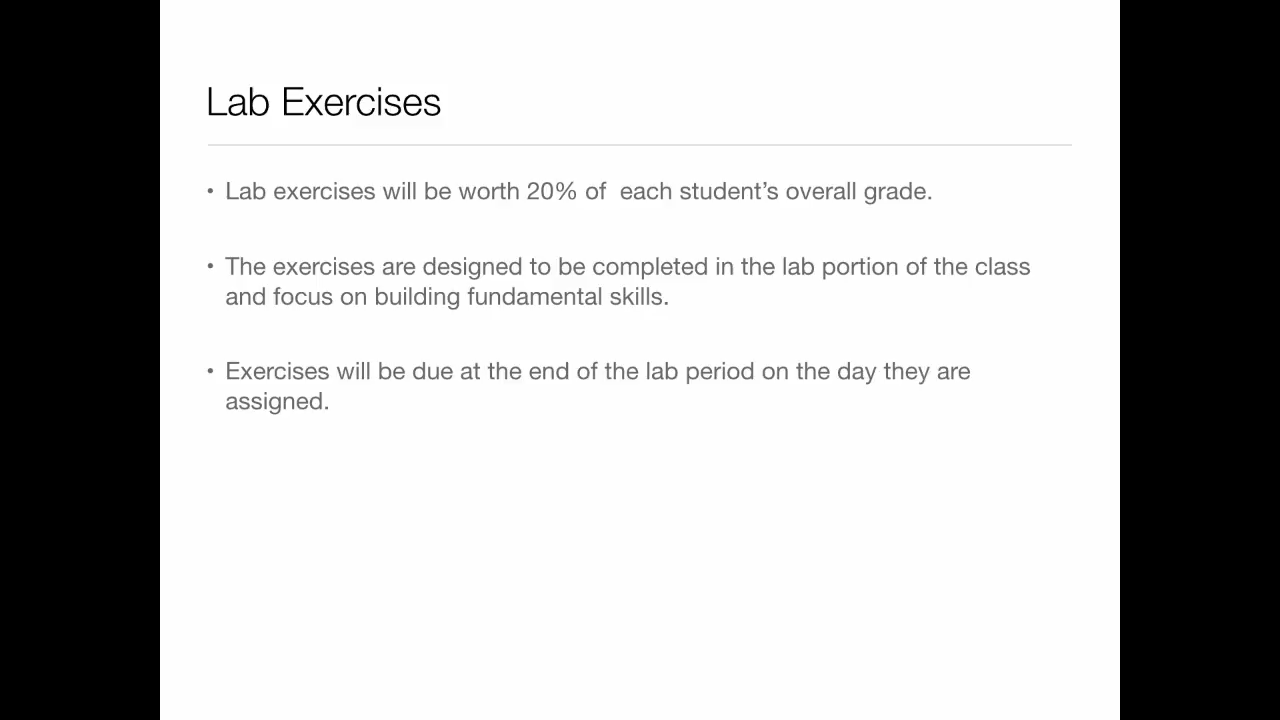 Lab Exercises
• Lab exercises will be worth 20% of  each student’s overall grade.
• The exercises are designed to be completed in the lab portion of the class
and focus on building fundamental skills.
• Exercises will be due at the end of the lab period on the day they are
assigned.